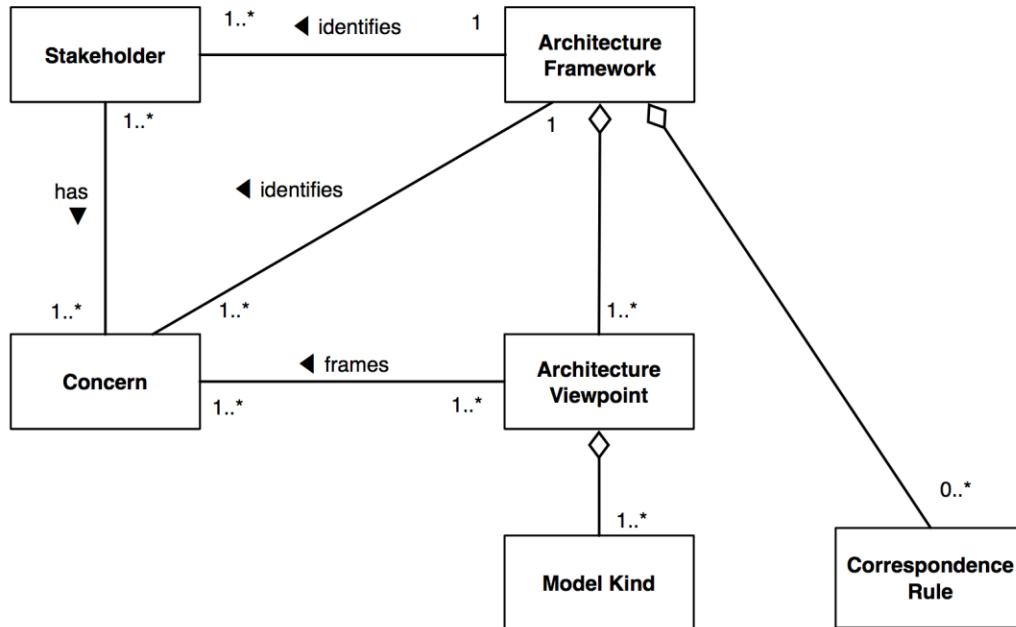 1..*
◀ identifies
1
Stakeholder
Architecture
Framework
1..*
1
has
▼
◀ identifies
1..*
1..*
1..*
◀ frames
Concern
Architecture
Viewpoint
1..*
1..*
1..*
0..*
Model Kind
Correspondence
Rule